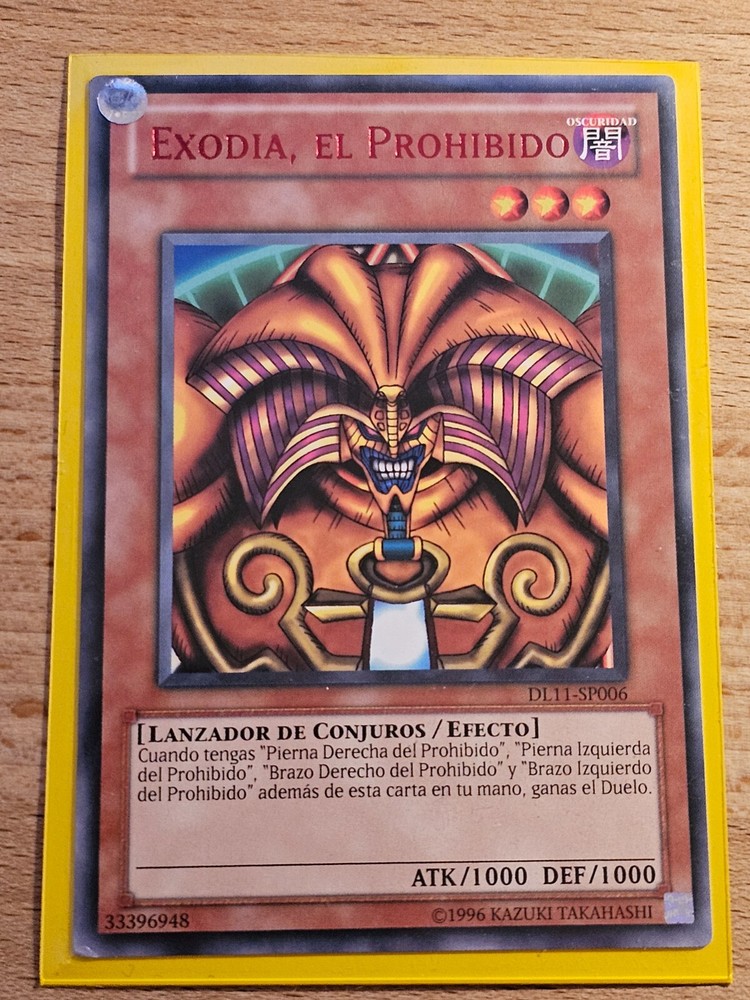 EXODIA, EL PROHIBIDO
OSCURIDAD
闇
DL11-SP006
[LANZADOR DE CONJUROS / EFECTO]
Cuando tengas "Pierna Derecha del Prohibido", "Pierna Izquierda
del Prohibido", "Brazo Derecho del Prohibido" y "Brazo Izquierdo
del Prohibido" además de esta carta en tu mano, ganas el Duelo.
ATK/1000 DEF/1000
33396948
©1996 KAZUKI TAKAHASHI